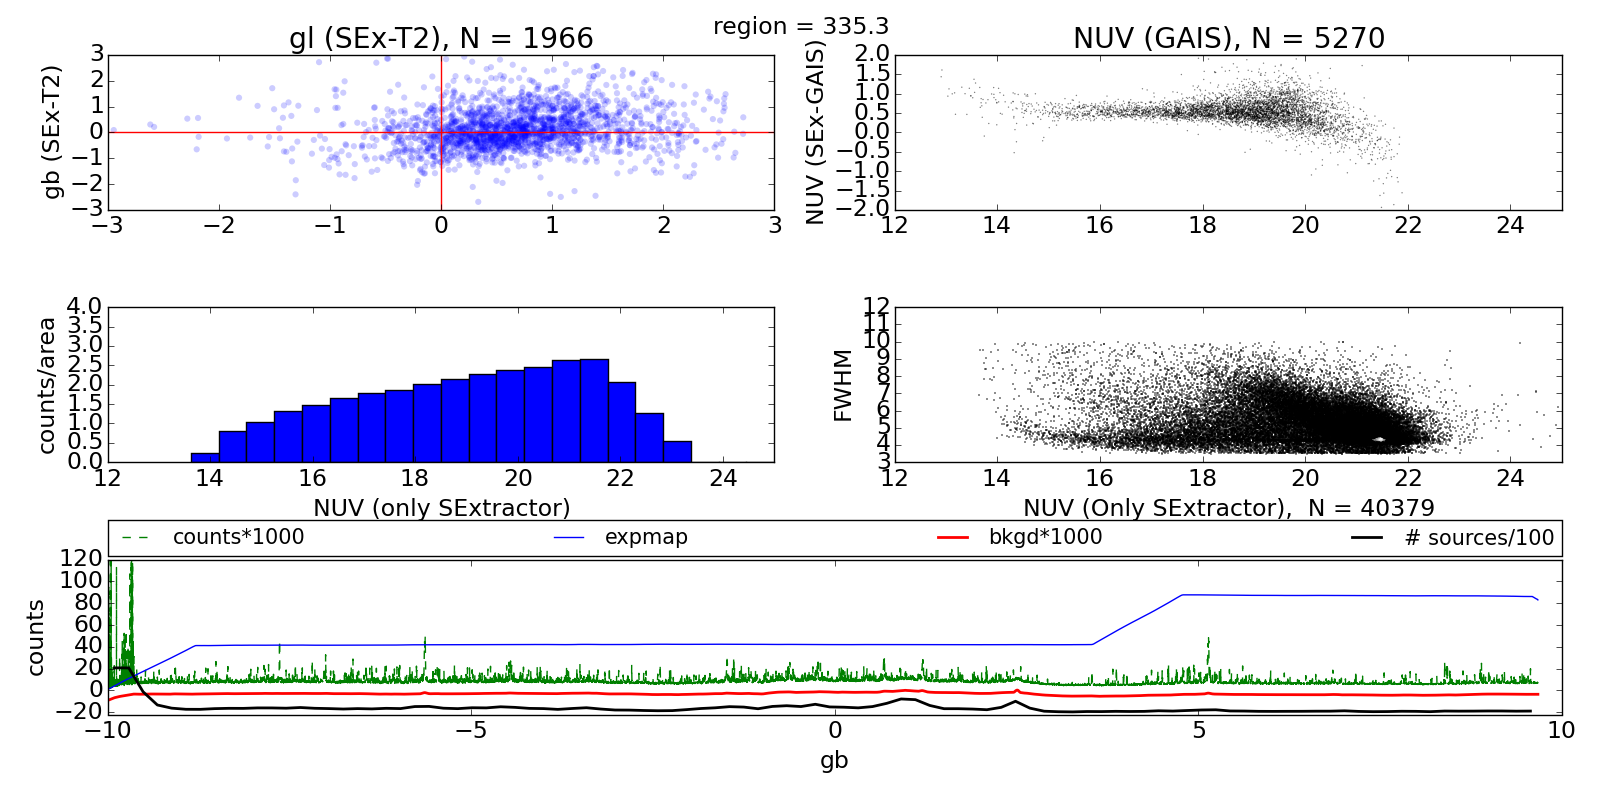 region = 335.3
gl (SEx-T2), N = 1966
gb (SEx-T2)
3
2
1
0
−1
−2
−3
−3 −2 −1 0 1 2 3
NUV (GAIS), N = 5270
NUV (SEx-GAIS)
2.0
1.5
1.0
0.5
0.0
−0.5
−1.0
−1.5
−2.0
12 14 16 18 20 22 24
counts/area
4.0
3.5
3.0
2.5
2.0
1.5
1.0
0.5
0.0
12 14 16 18 20 22 24
NUV (only SExtractor)
FWHM
12
11
10
9
8
7
6
5
4
3
12 14 16 18 20 22 24
NUV (Only SExtractor), N = 40379
counts*1000 expmap bkgd*1000 # sources/100
counts
120
100
80
60
40
20
0
−20
−10 −5 0 5 10
gb